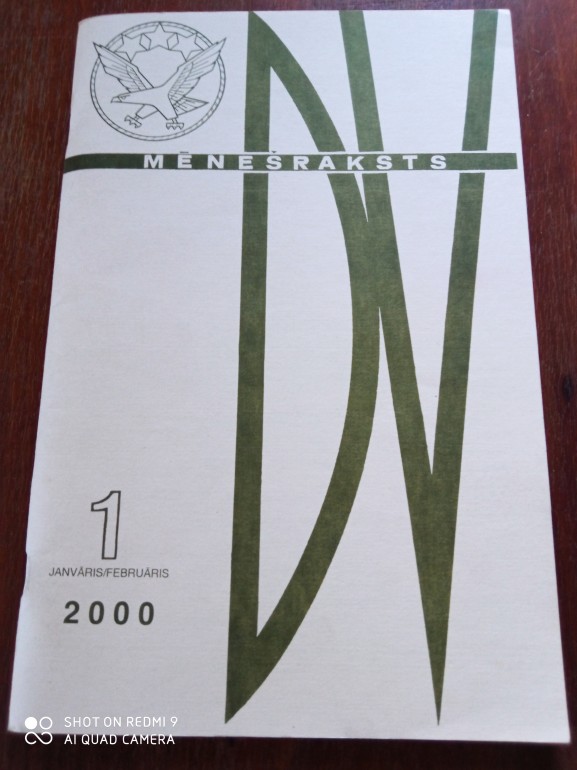 DV
MĒNEŠRAKSTS
1
JANVĀRIS/FEBRUĀRIS
2000
SHOT ON REDMI 9
AI QUAD CAMERA